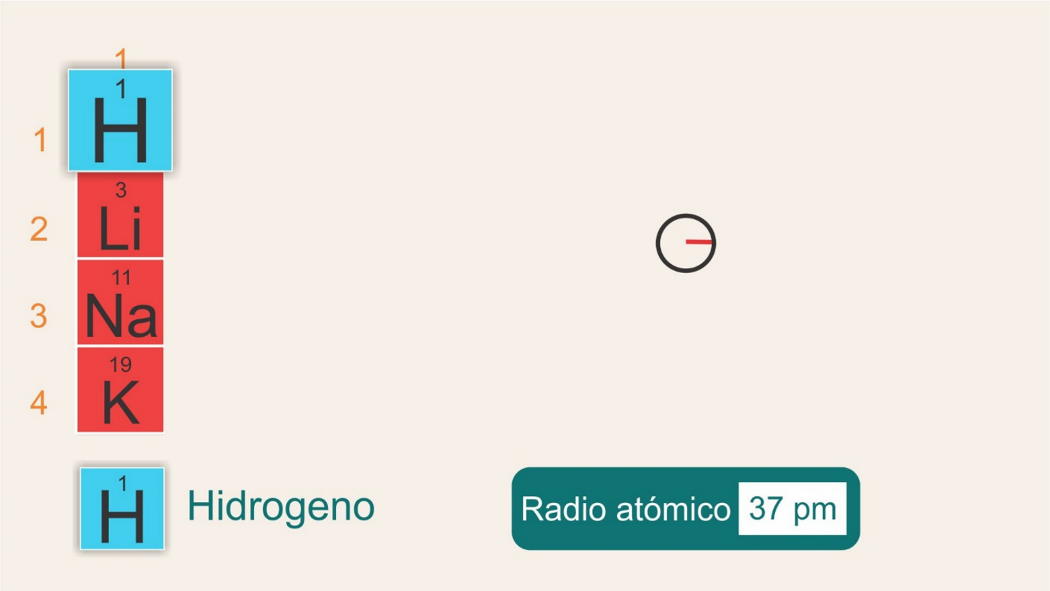 1
1
H
1
3
Li
2
11
Na
3
19
K
4
1
H
Hidrogeno
Radio atómico 37 pm